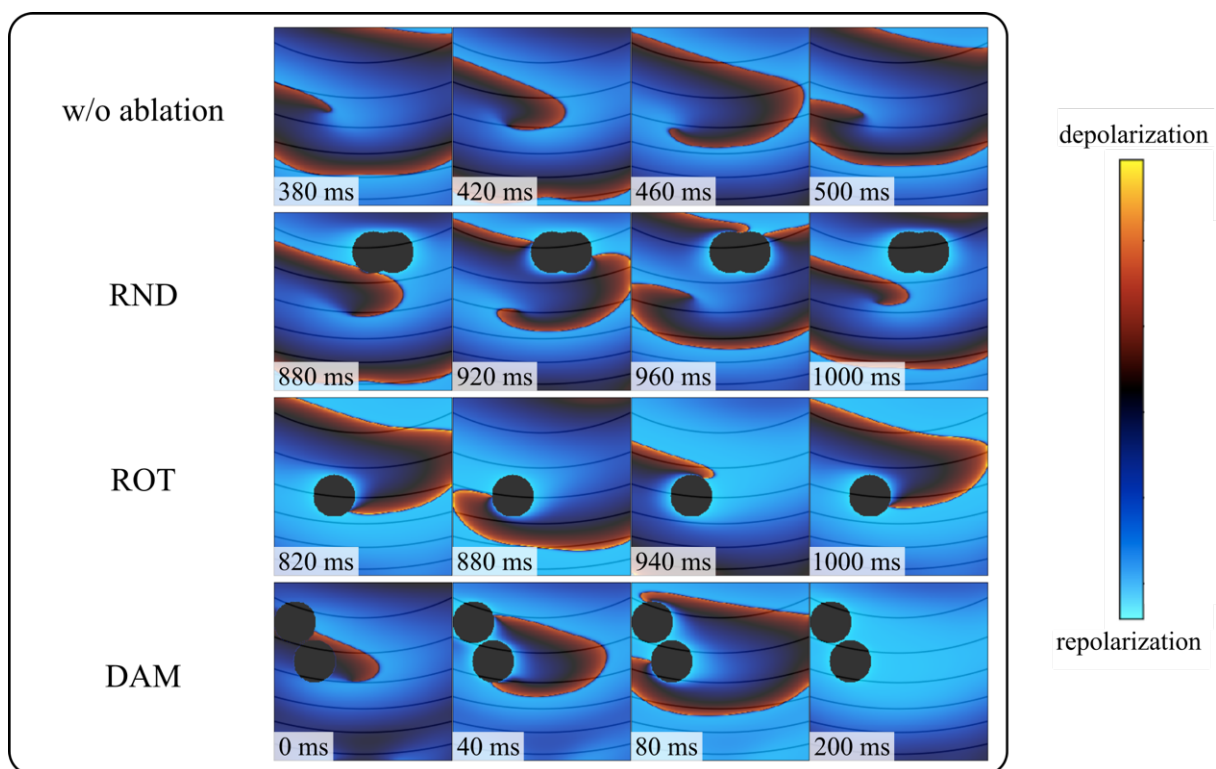 w/o ablation
380 ms
420 ms
460 ms
500 ms
RND
880 ms
920 ms
960 ms
1000 ms
ROT
820 ms
880 ms
940 ms
1000 ms
DAM
0 ms
40 ms
80 ms
200 ms
depolarization
repolarization